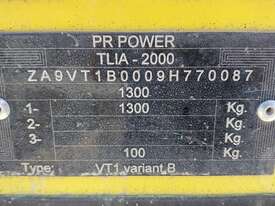 PR POWER
TLIA - 2000
ZA9VT1B0009H770087
1300
1- 1300 Kg.
2- Kg.
3- Kg.
100 Kg.
Type: VT1 variant B